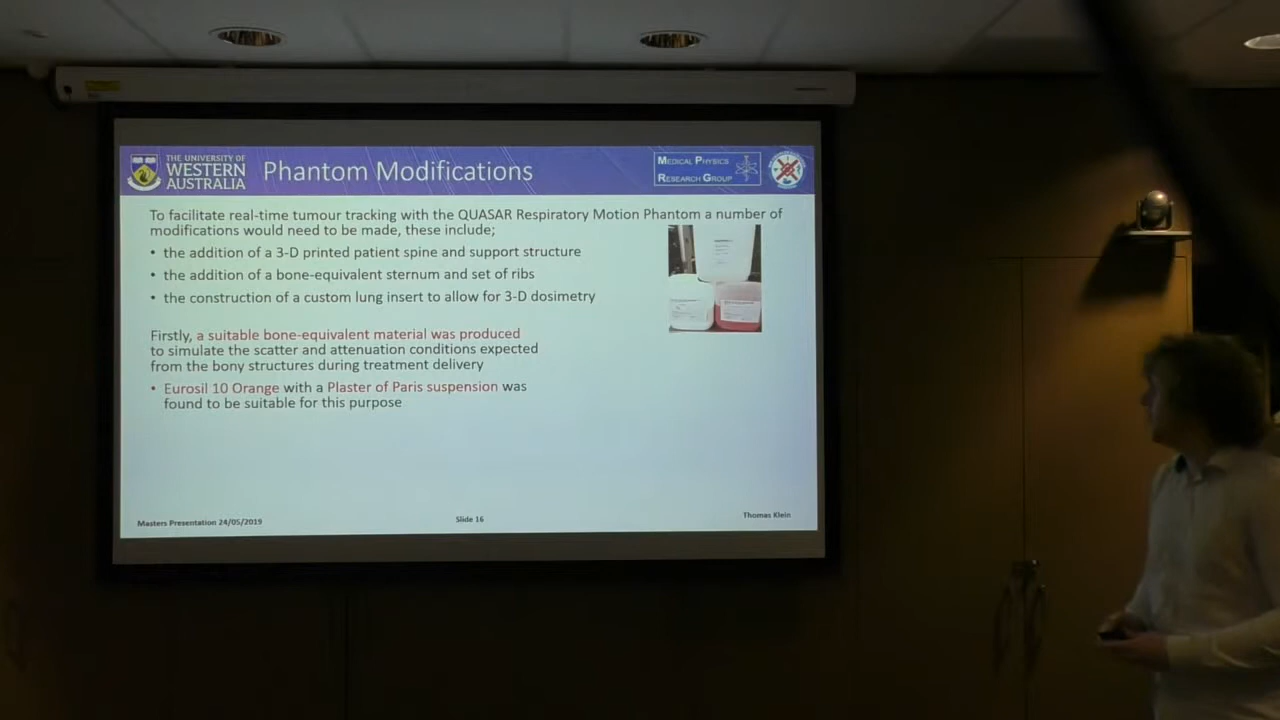 THE UNIVERSITY OF
WESTERN
AUSTRALIA
Phantom Modifications
MEDICAL PHYSICS
RESEARCH GROUP
To facilitate real-time tumour tracking with the QUASAR Respiratory Motion Phantom a number of
modifications would need to be made, these include;
• the addition of a 3-D printed patient spine and support structure
• the addition of a bone-equivalent sternum and set of ribs
• the construction of a custom lung insert to allow for 3-D dosimetry
Firstly, a suitable bone-equivalent material was produced
to simulate the scatter and attenuation conditions expected
from the bony structures during treatment delivery
• Eurosil 10 Orange with a Plaster of Paris suspension was
found to be suitable for this purpose
Masters Presentation 24/05/2019
Slide 16
Thomas Klein